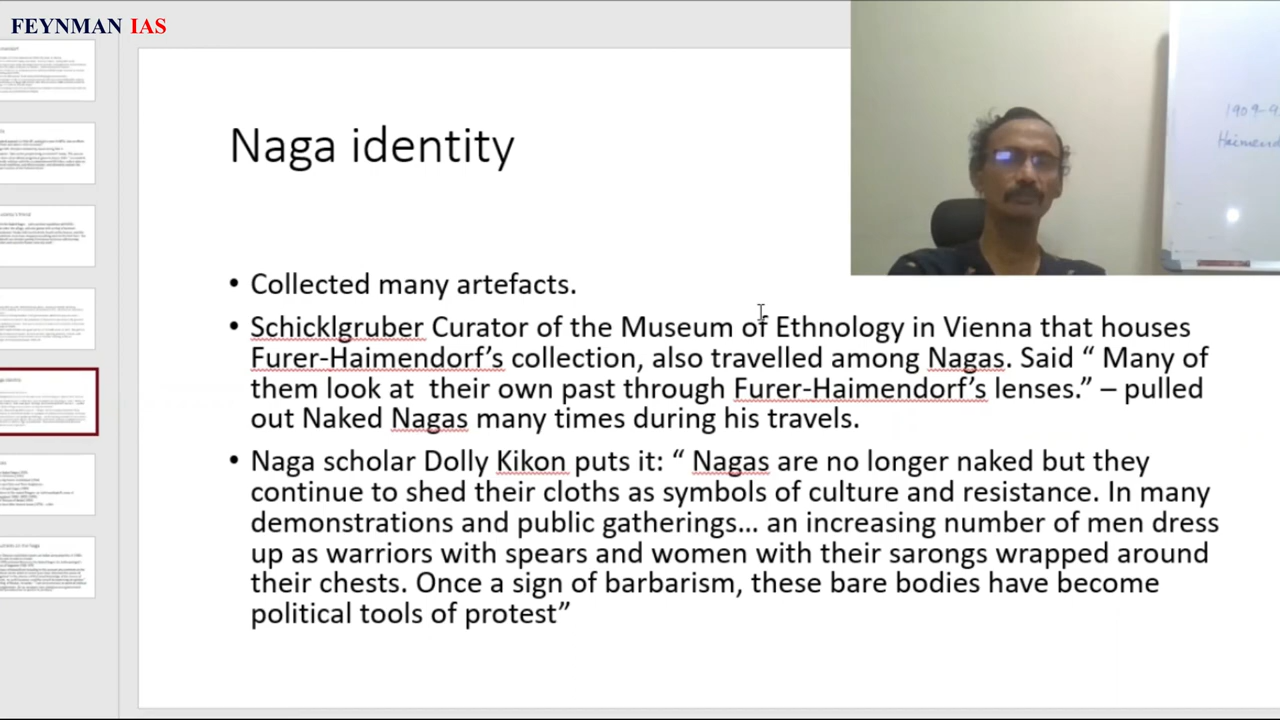 FEYNMAN IAS
Naga identity
1909-9
Haimend
• Collected many artefacts.
• Schicklgruber Curator of the Museum of Ethnology in Vienna that houses
Furer-Haimendorf’s collection, also travelled among Nagas. Said “ Many of
them look at their own past through Furer-Haimendorf’s lenses.” – pulled
out Naked Nagas many times during his travels.
• Naga scholar Dolly Kikon puts it: “ Nagas are no longer naked but they
continue to shed their cloths as symbols of culture and resistance. In many
demonstrations and public gatherings... an increasing number of men dress
up as warriors with spears and women with their sarongs wrapped around
their chests. Once a sign of barbarism, these bare bodies have become
political tools of protest”